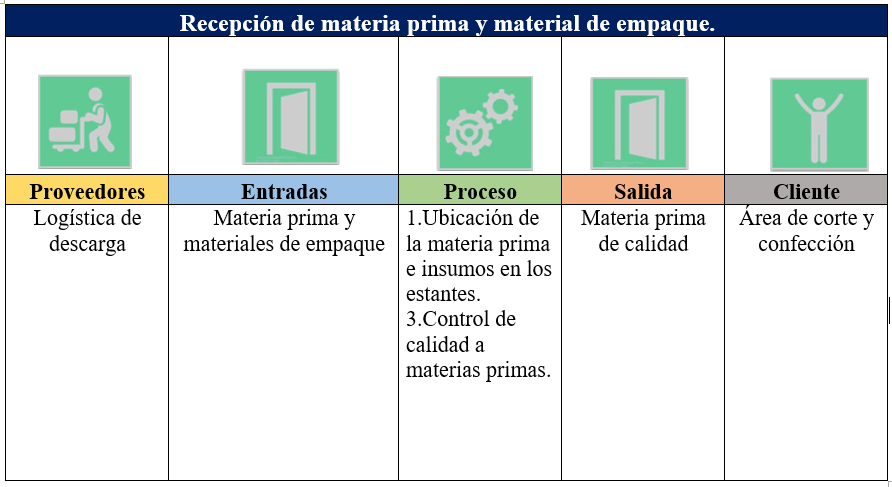 Recepción de materia prima y material de empaque.
Proveedores
Entradas
Proceso
Salida
Cliente
Logística de
descarga
Materia prima y
materiales de empaque
1.Ubicación de
la materia prima
e insumos en los
estantes.
3.Control de
calidad a
materias primas.
Materia prima
de calidad
Área de corte y
confección